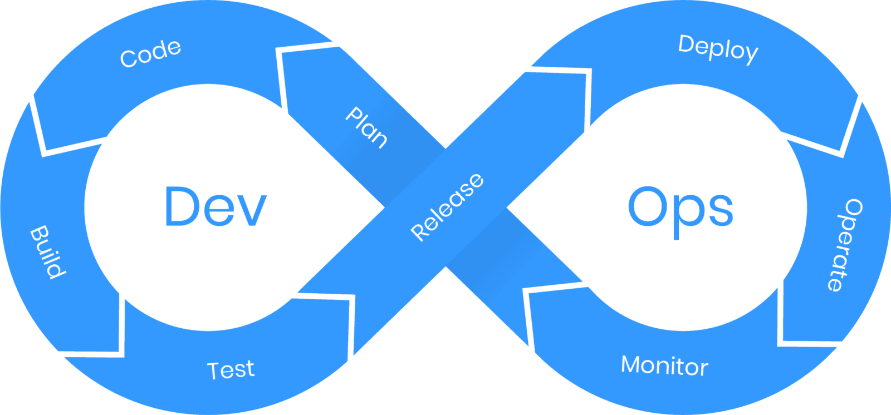 Code
Plan
Deploy
Dev
Release
Ops
Build
Operate
Test
Monitor